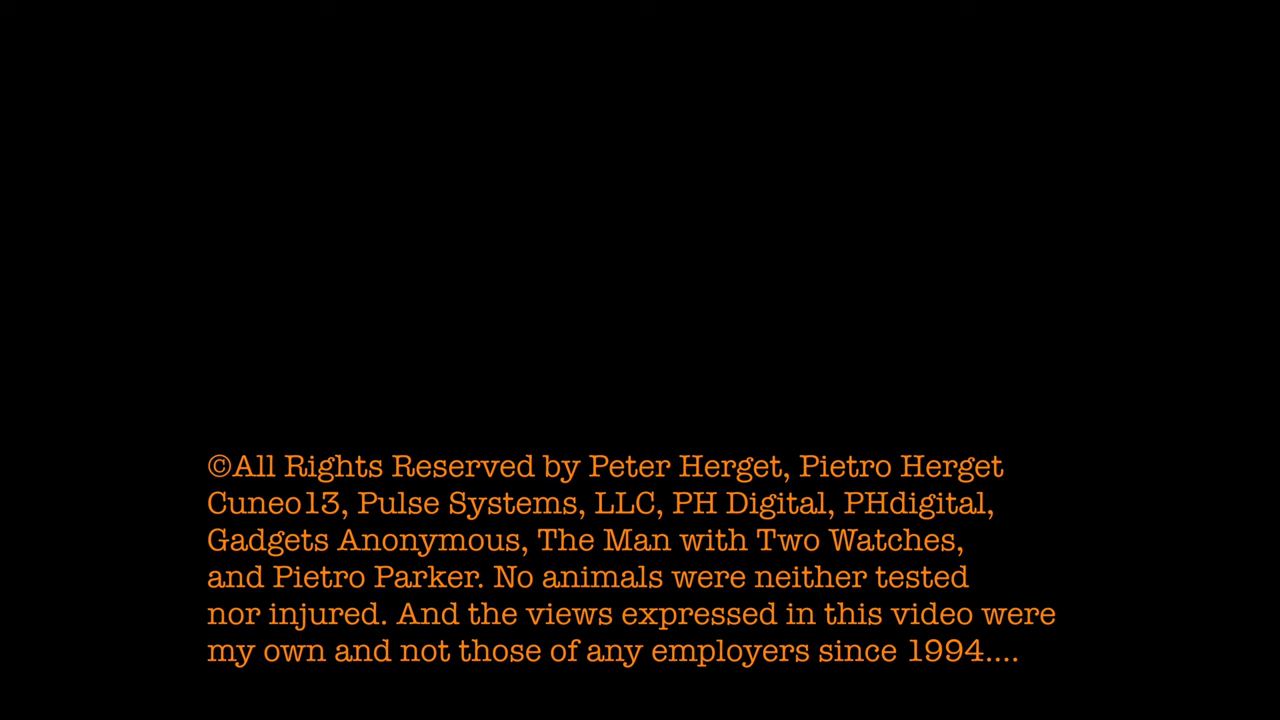 ©All Rights Reserved by Peter Herget, Pietro Herget
Cuneo13, Pulse Systems, LLC, PH Digital, PHdigital,
Gadgets Anonymous, The Man with Two Watches,
and Pietro Parker. No animals were neither tested
nor injured. And the views expressed in this video were
my own and not those of any employers since 1994....